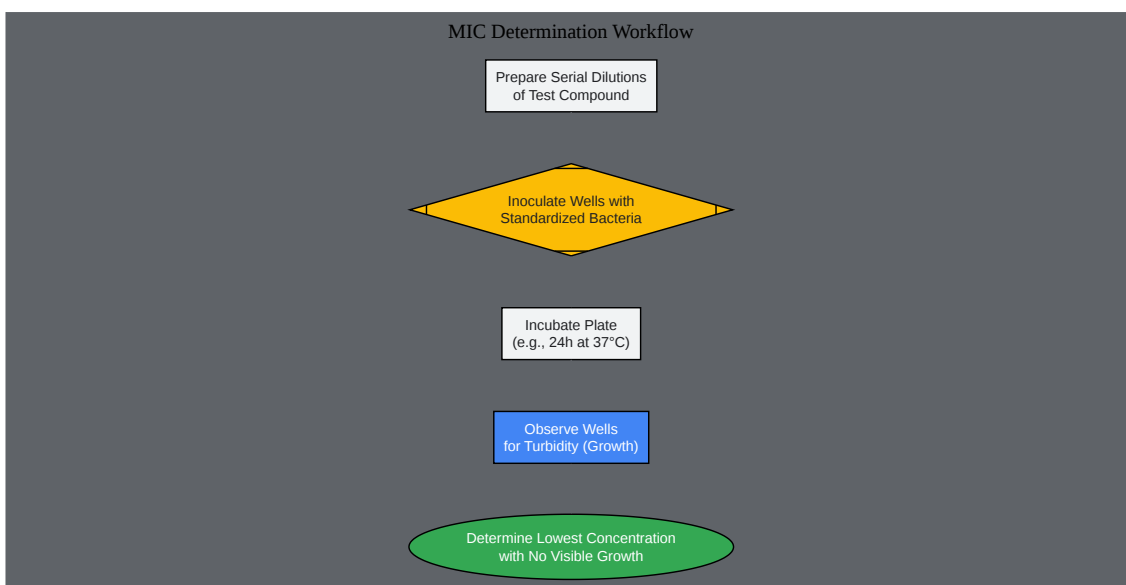 MIC Determination Workflow
Prepare Serial Dilutions
of Test Compound
Inoculate Wells with
Standardized Bacteria
Incubate Plate
(e.g., 24h at 37°C)
Observe Wells
for Turbidity (Growth)
Determine Lowest Concentration
with No Visible Growth